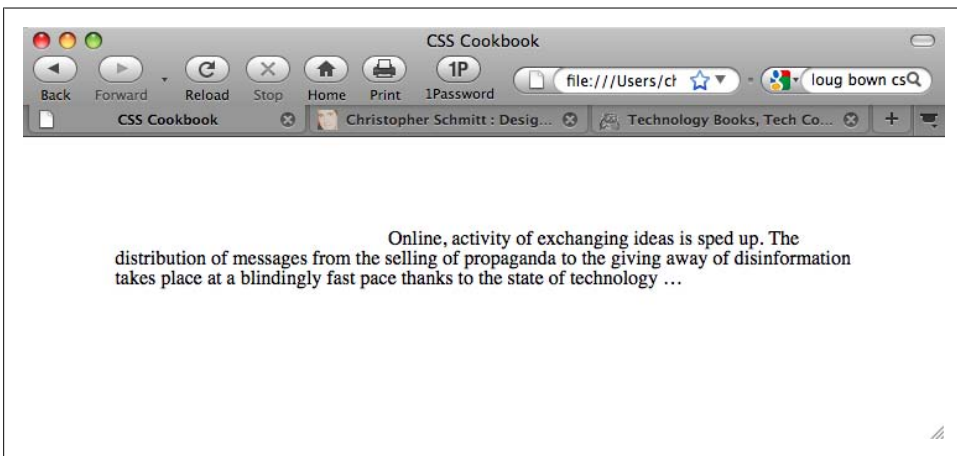 CSS Cookbook
1P
file:///Users/cł
loug bown cs
Back Forward Reload Stop Home Print 1Password
CSS Cookbook Christopher Schmitt : Desig... Technology Books, Tech Co... +
Online, activity of exchanging ideas is sped up. The
distribution of messages from the selling of propaganda to the giving away of disinformation
takes place at a blindingly fast pace thanks to the state of technology …